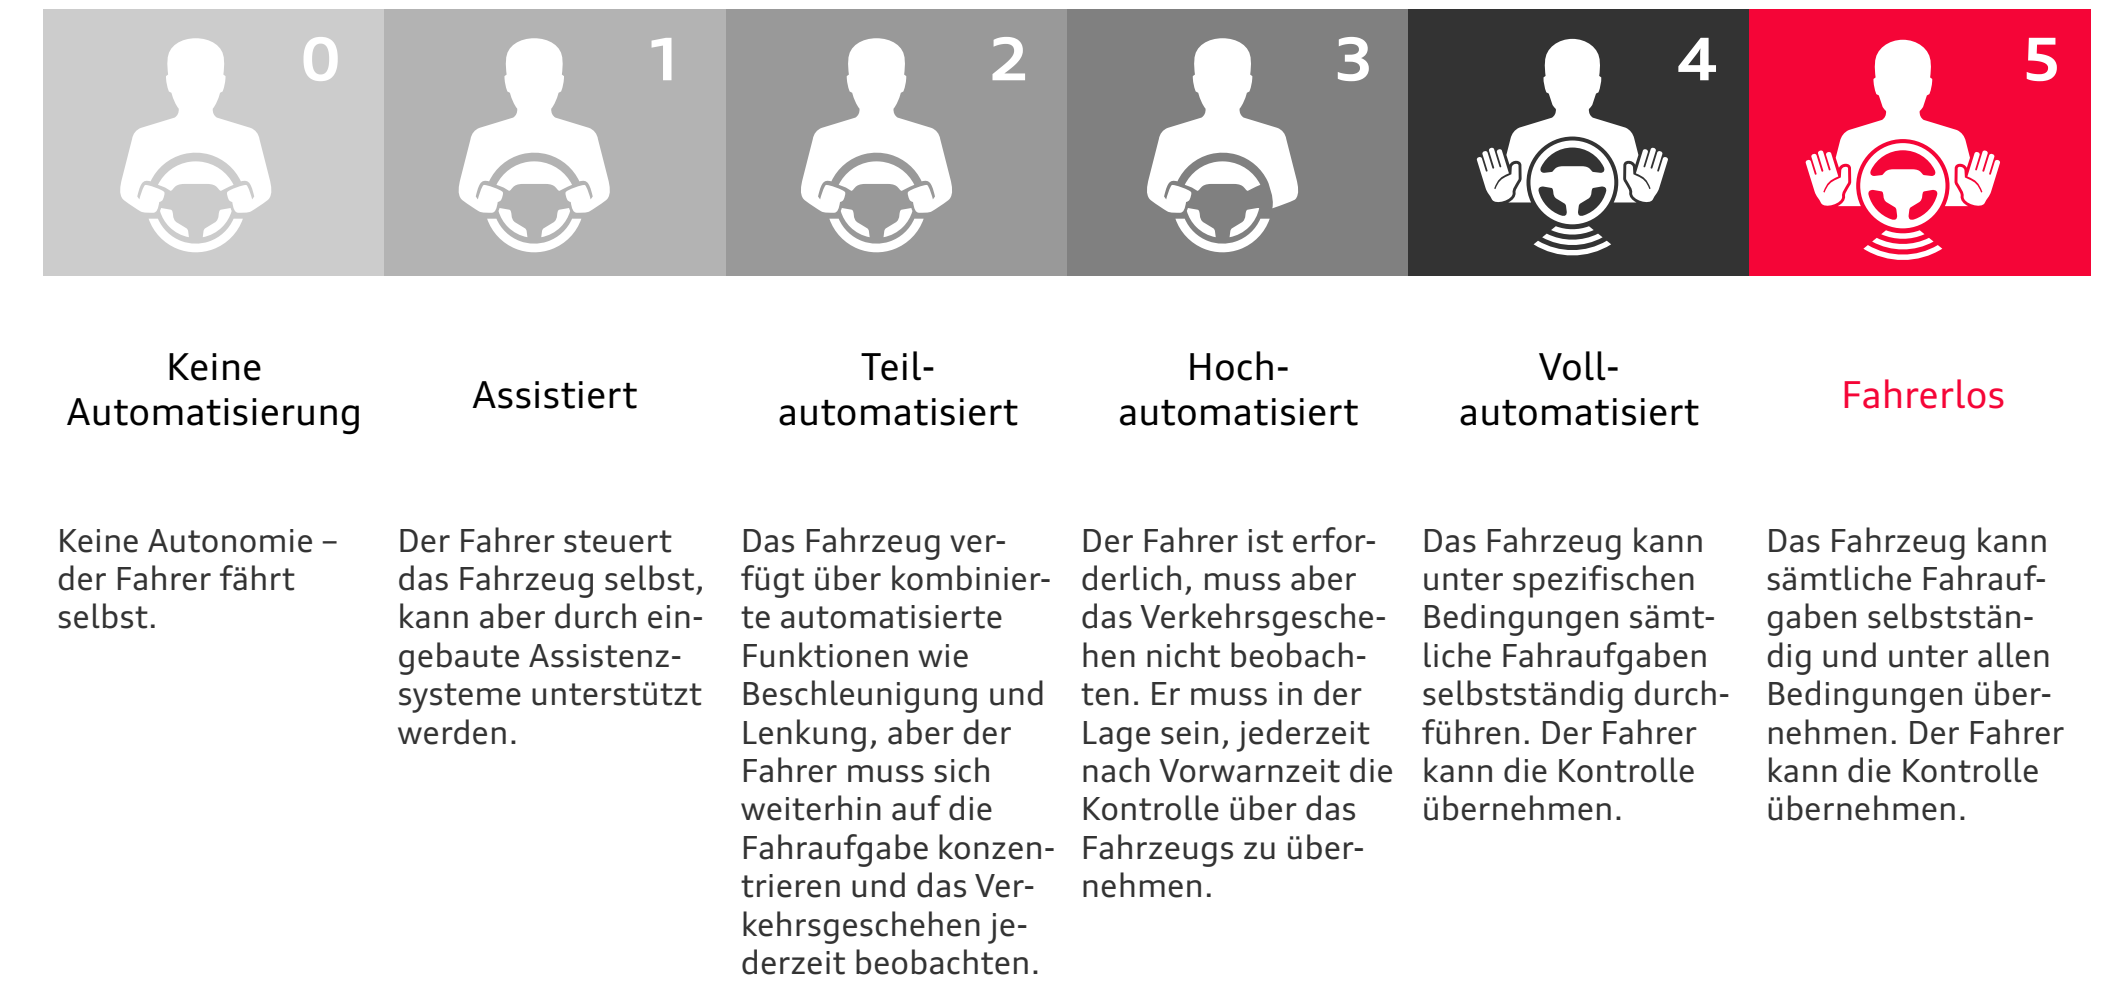 0
1
2
3
4
5
Keine
Automatisierung
Assistiert
Teil-
automatisiert
Hoch-
automatisiert
Voll-
automatisiert
Fahrerlos
Keine Autonomie –
der Fahrer fährt
selbst.
Der Fahrer steuert
das Fahrzeug selbst,
kann aber durch ein-
gebaute Assistenz-
systeme unterstützt
werden.
Das Fahrzeug ver-
fügt über kombinier-
te automatisierte
Funktionen wie
Beschleunigung und
Lenkung, aber der
Fahrer muss sich
weiterhin auf die
Fahraufgabe konzen-
trieren und das Ver-
kehrsgeschehen je-
derzeit beobachten.
Der Fahrer ist erfor-
derlich, muss aber
das Verkehrsgesche-
hen nicht beobach-
ten. Er muss in der
Lage sein, jederzeit
nach Vorwarnzeit die
Kontrolle über das
Fahrzeugs zu über-
nehmen.
Das Fahrzeug kann
unter spezifischen
Bedingungen sämt-
liche Fahraufgaben
selbstständig durch-
führen. Der Fahrer
kann die Kontrolle
übernehmen.
Das Fahrzeug kann
sämtliche Fahrauf-
gaben selbststän-
dig und unter allen
Bedingungen über-
nehmen. Der Fahrer
kann die Kontrolle
übernehmen.